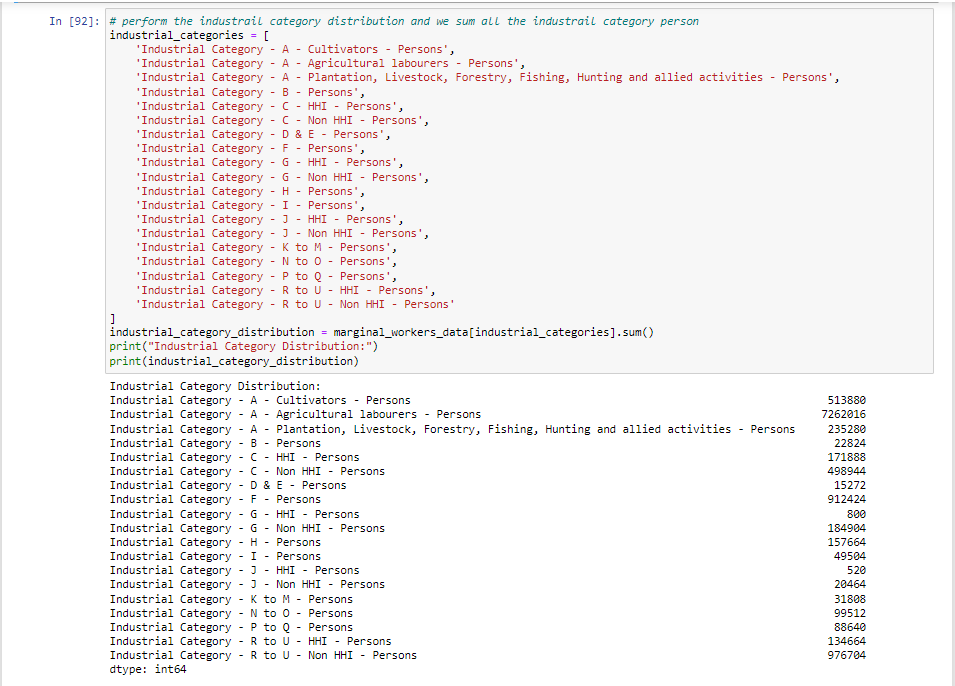 In [92]: # perform the industrail category distribution and we sum all the industrail category person
industrial_categories = [
    'Industrial Category - A - Cultivators - Persons',
    'Industrial Category - A - Agricultural labourers - Persons',
    'Industrial Category - A - Plantation, Livestock, Forestry, Fishing, Hunting and allied activities - Persons',
    'Industrial Category - B - Persons',
    'Industrial Category - C - HHI - Persons',
    'Industrial Category - C - Non HHI - Persons',
    'Industrial Category - D & E - Persons',
    'Industrial Category - F - Persons',
    'Industrial Category - G - HHI - Persons',
    'Industrial Category - G - Non HHI - Persons',
    'Industrial Category - H - Persons',
    'Industrial Category - I - Persons',
    'Industrial Category - J - HHI - Persons',
    'Industrial Category - J - Non HHI - Persons',
    'Industrial Category - K to M - Persons',
    'Industrial Category - N to O - Persons',
    'Industrial Category - P to Q - Persons',
    'Industrial Category - R to U - HHI - Persons',
    'Industrial Category - R to U - Non HHI - Persons'
]
industrial_category_distribution = marginal_workers_data[industrial_categories].sum()
print("Industrial Category Distribution:")
print(industrial_category_distribution)
Industrial Category Distribution:
Industrial Category - A - Cultivators - Persons 513880
Industrial Category - A - Agricultural labourers - Persons 7262016
Industrial Category - A - Plantation, Livestock, Forestry, Fishing, Hunting and allied activities - Persons 235280
Industrial Category - B - Persons 22824
Industrial Category - C - HHI - Persons 171888
Industrial Category - C - Non HHI - Persons 498944
Industrial Category - D & E - Persons 15272
Industrial Category - F - Persons 912424
Industrial Category - G - HHI - Persons 800
Industrial Category - G - Non HHI - Persons 184904
Industrial Category - H - Persons 157664
Industrial Category - I - Persons 49504
Industrial Category - J - HHI - Persons 520
Industrial Category - J - Non HHI - Persons 20464
Industrial Category - K to M - Persons 31808
Industrial Category - N to O - Persons 99512
Industrial Category - P to Q - Persons 88640
Industrial Category - R to U - HHI - Persons 134664
Industrial Category - R to U - Non HHI - Persons 976704
dtype: int64